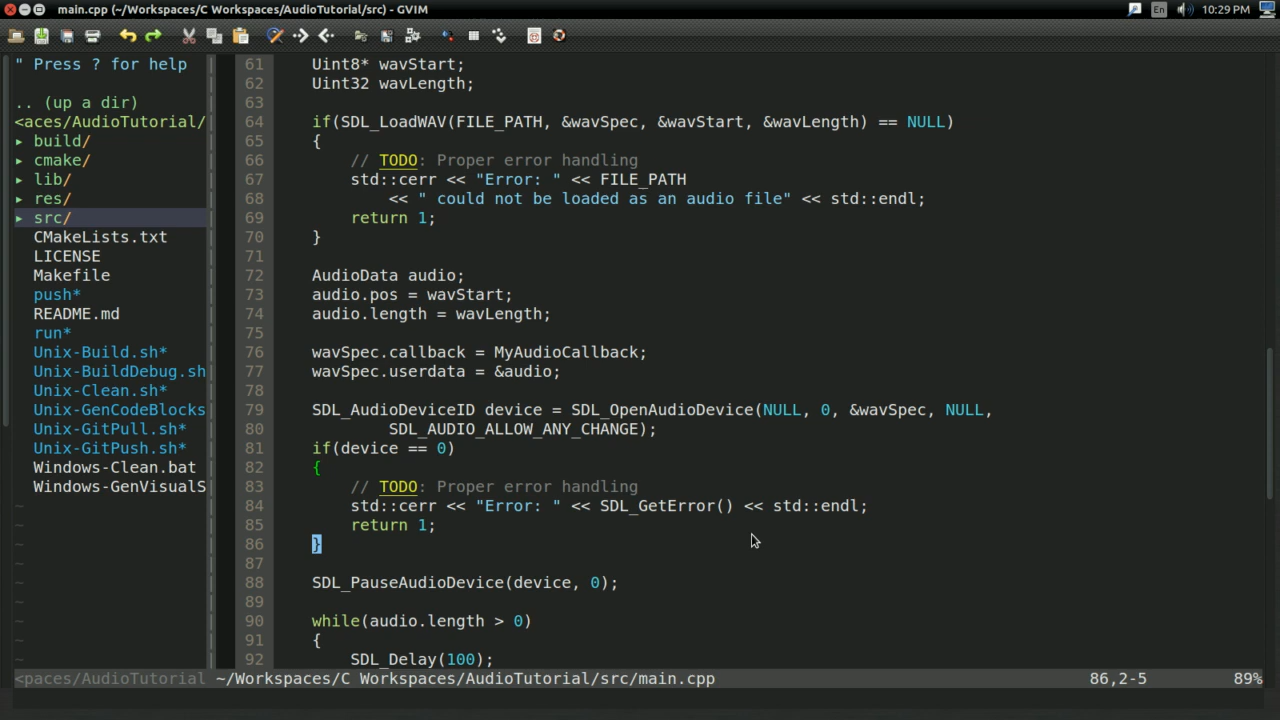 main.cpp (~/Workspaces/C Workspaces/AudioTutorial/src) - GVIM
En
10:29 PM
" Press ? for help
.. (up a dir)
<aces/AudioTutorial/
▸ build/
▸ cmake/
▸ lib/
▸ res/
▸ src/
CMakeLists.txt
LICENSE
Makefile
push*
README.md
run*
Unix-Build.sh*
Unix-BuildDebug.sh
Unix-Clean.sh*
Unix-GenCodeBlocks
Unix-GitPull.sh*
Unix-GitPush.sh*
Windows-Clean.bat
Windows-GenVisualS
~
~
~
~
~
~
~
~
~
61 Uint8* wavStart;
62 Uint32 wavLength;
63
64 if(SDL_LoadWAV(FILE_PATH, &wavSpec, &wavStart, &wavLength) == NULL)
65 {
66 // TODO: Proper error handling
67 std::cerr << "Error: " << FILE_PATH
68 << " could not be loaded as an audio file" << std::endl;
69 return 1;
70 }
71
72 AudioData audio;
73 audio.pos = wavStart;
74 audio.length = wavLength;
75
76 wavSpec.callback = MyAudioCallback;
77 wavSpec.userdata = &audio;
78
79 SDL_AudioDeviceID device = SDL_OpenAudioDevice(NULL, 0, &wavSpec, NULL,
80 SDL_AUDIO_ALLOW_ANY_CHANGE);
81 if(device == 0)
82 {
83 // TODO: Proper error handling
84 std::cerr << "Error: " << SDL_GetError() << std::endl;
85 return 1;
86 }
87
88 SDL_PauseAudioDevice(device, 0);
89
90 while(audio.length > 0)
91 {
92 SDL_Delay(100);
<paces/AudioTutorial ~/Workspaces/C Workspaces/AudioTutorial/src/main.cpp 86,2-5 89%